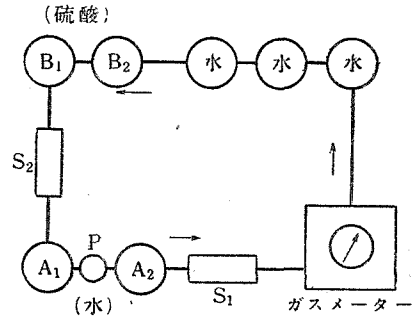 (硫酸)
B₁ B₂ 水 水 水
S₂
P
A₁ A₂
S₁
(水)
ガスメーター